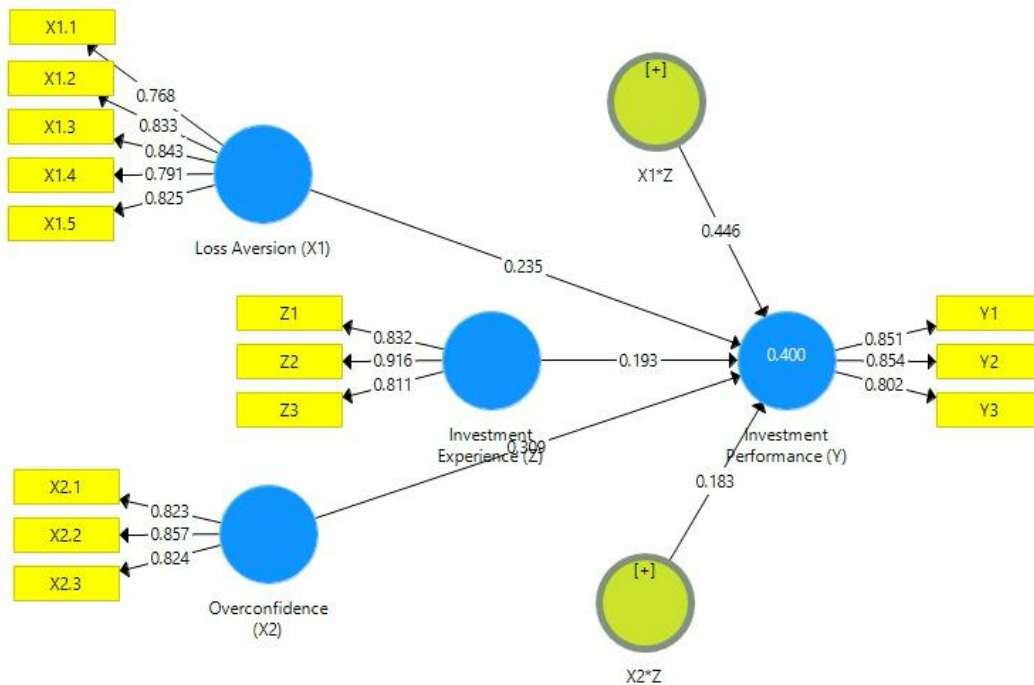 X1.1
X1.2
X1.3
X1.4
X1.5
0.768
0.833
0.843
0.791
0.825
Loss Aversion (X1)
[+]
X1*Z
0.446
0.235
Z1
Z2
Z3
0.832
0.916
0.811
Investment
Experience (Z)
0.193
0.309
0.400
Investment
Performance (Y)
0.851
0.854
0.802
Y1
Y2
Y3
X2.1
X2.2
X2.3
0.823
0.857
0.824
Overconfidence
(X2)
0.183
[+]
X2*Z